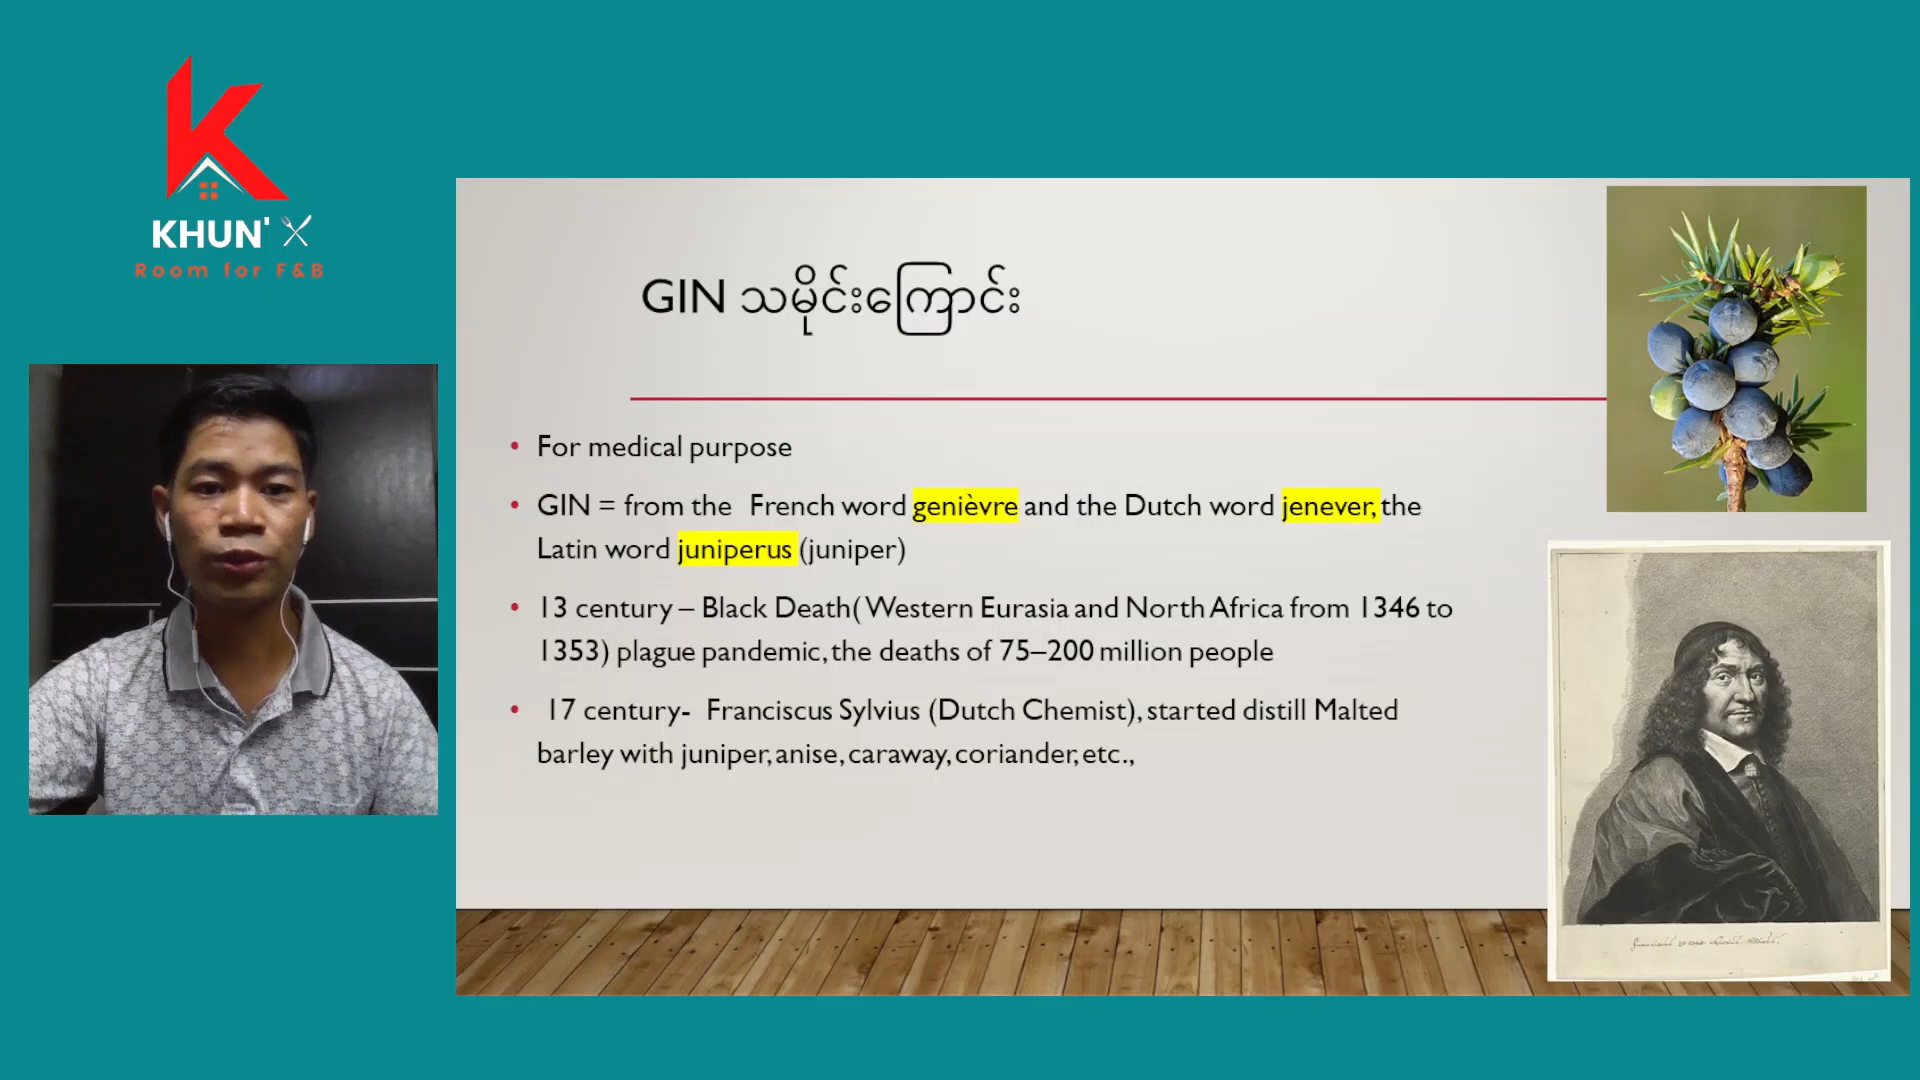 KHUN'
Room for F&B
GIN သမိုင်းကြောင်း
• For medical purpose
• GIN = from the French word genièvre and the Dutch word jenever, the
Latin word juniperus (juniper)
• 13 century – Black Death( Western Eurasia and North Africa from 1346 to
1353) plague pandemic, the deaths of 75–200 million people
• 17 century- Franciscus Sylvius (Dutch Chemist), started distill Malted
barley with juniper, anise, caraway, coriander, etc.,